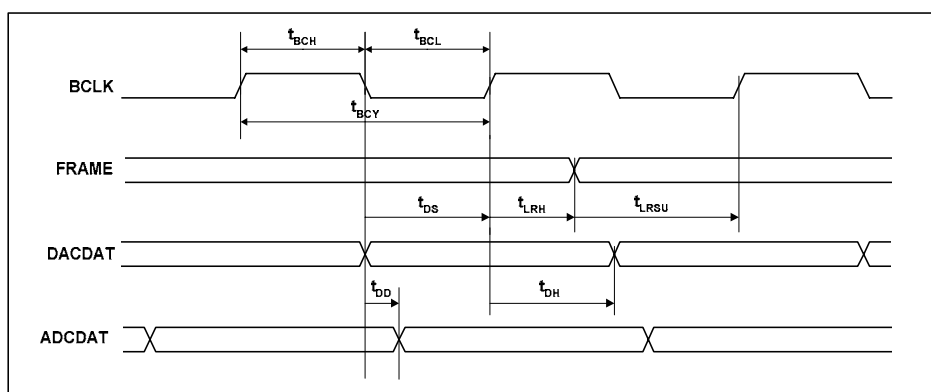 tBCH tBCL
BCLK
tBCY
FRAME
tDS tLRH tLRSU
DACDAT
tDD tDH
ADCDAT